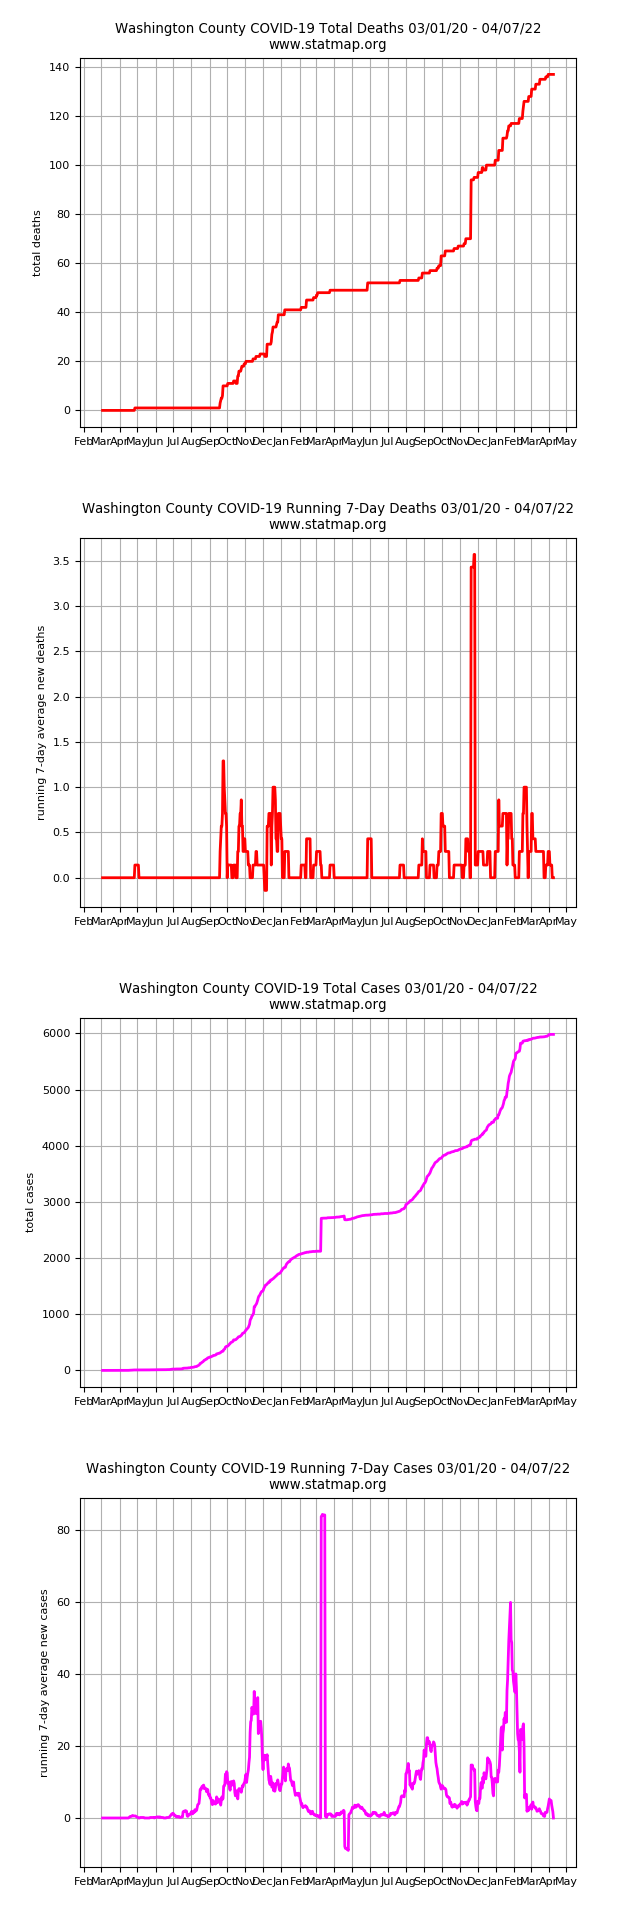 Washington County COVID-19 Total Deaths 03/01/20 - 04/07/22
www.statmap.org
140
120
100
80
60
40
20
0
total deaths
Feb Mar Apr May Jun Jul Aug Sep Oct Nov Dec Jan Feb Mar Apr May Jun Jul Aug Sep Oct Nov Dec Jan Feb Mar Apr May
Washington County COVID-19 Running 7-Day Deaths 03/01/20 - 04/07/22
www.statmap.org
3.5
3.0
2.5
2.0
1.5
1.0
0.5
0.0
running 7-day average new deaths
Feb Mar Apr May Jun Jul Aug Sep Oct Nov Dec Jan Feb Mar Apr May Jun Jul Aug Sep Oct Nov Dec Jan Feb Mar Apr May
Washington County COVID-19 Total Cases 03/01/20 - 04/07/22
www.statmap.org
6000
5000
4000
3000
2000
1000
0
total cases
Feb Mar Apr May Jun Jul Aug Sep Oct Nov Dec Jan Feb Mar Apr May Jun Jul Aug Sep Oct Nov Dec Jan Feb Mar Apr May
Washington County COVID-19 Running 7-Day Cases 03/01/20 - 04/07/22
www.statmap.org
80
60
40
20
0
running 7-day average new cases
Feb Mar Apr May Jun Jul Aug Sep Oct Nov Dec Jan Feb Mar Apr May Jun Jul Aug Sep Oct Nov Dec Jan Feb Mar Apr May